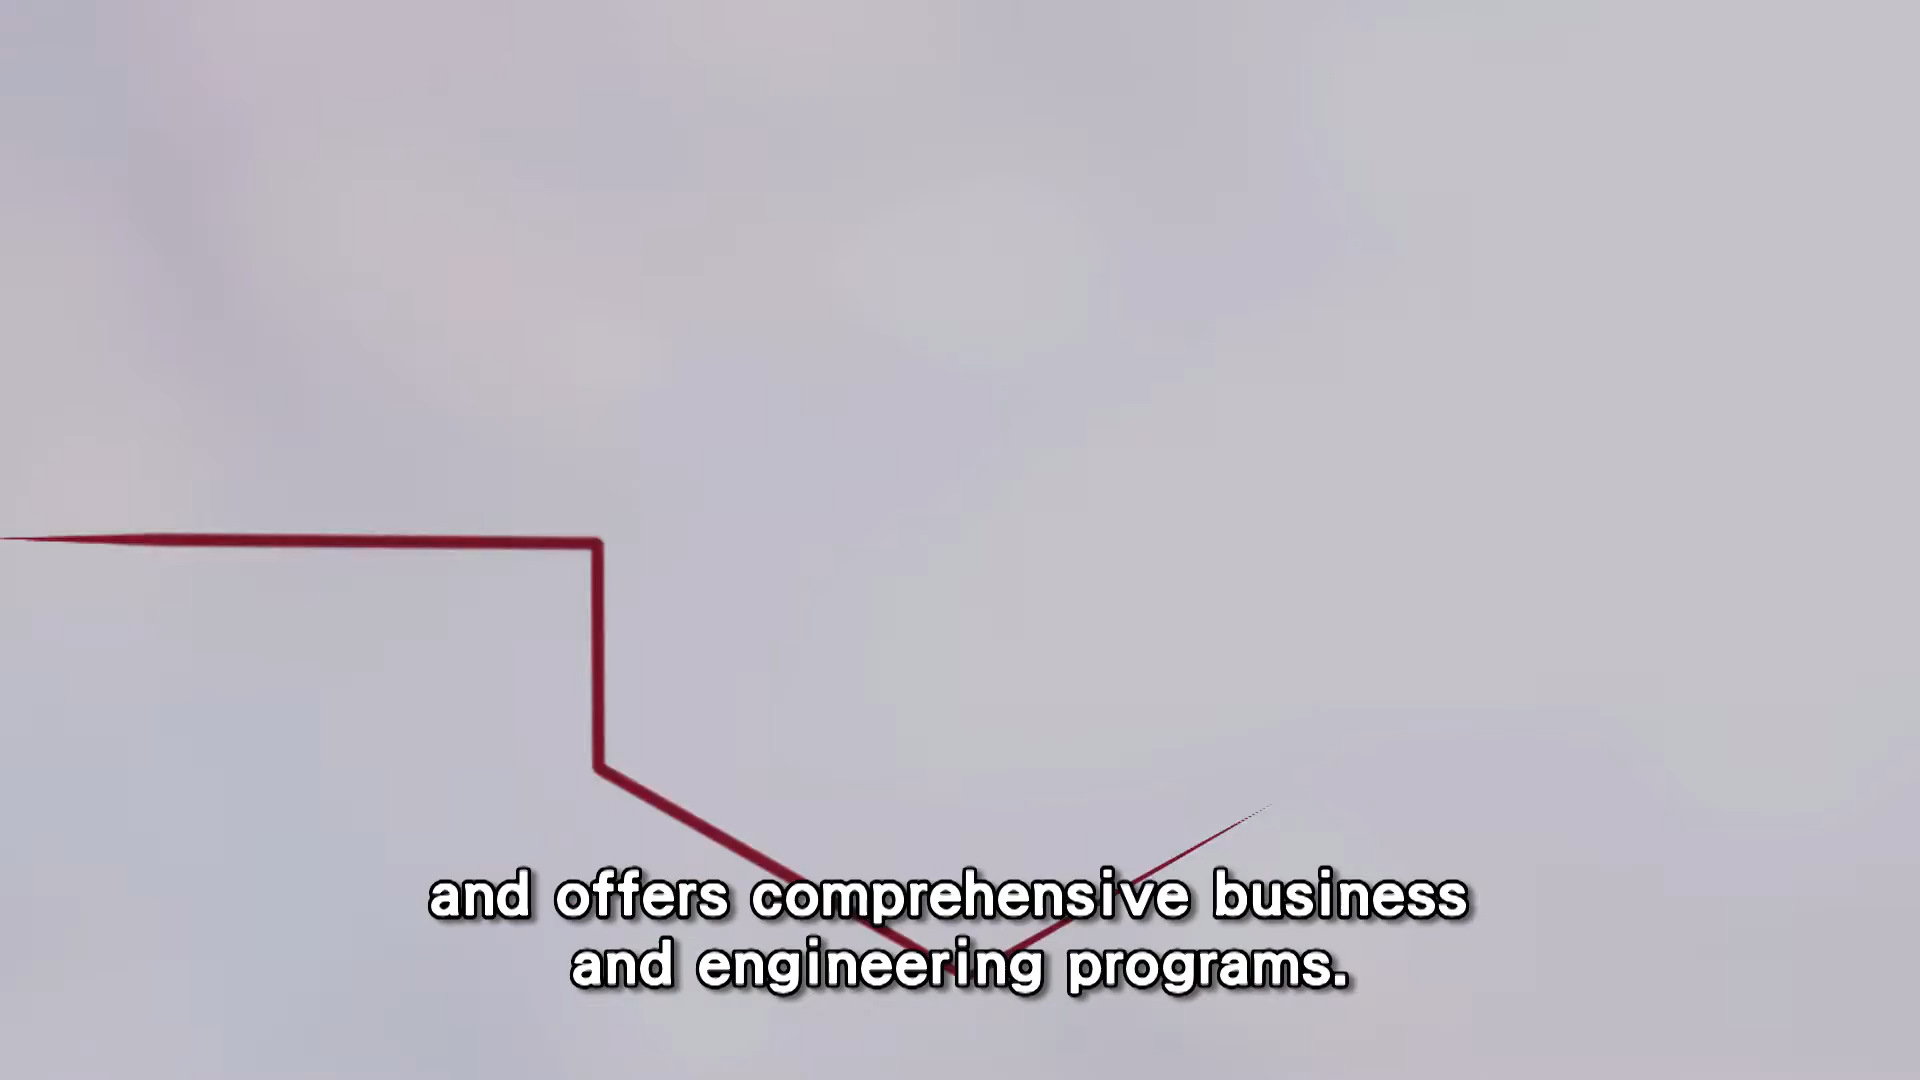 and offers comprehensive business
and engineering programs.